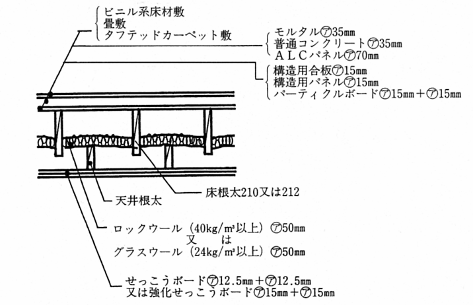 ビニル系床材敷
畳敷
タフテッドカーペット敷
モルタル㋐35mm
普通コンクリート㋐35mm
ALCパネル㋐70mm
構造用合板㋐15mm
構造用パネル㋐15mm
パーティクルボード㋐15mm+㋐15mm
床根太210又は212
天井根太
ロックウール (40kg/m³以上) ㋐50mm
又は
グラスウール (24kg/m³以上) ㋐50mm
せっこうボード㋐12.5mm+㋐12.5mm
又は強化せっこうボード㋐15mm+㋐15mm